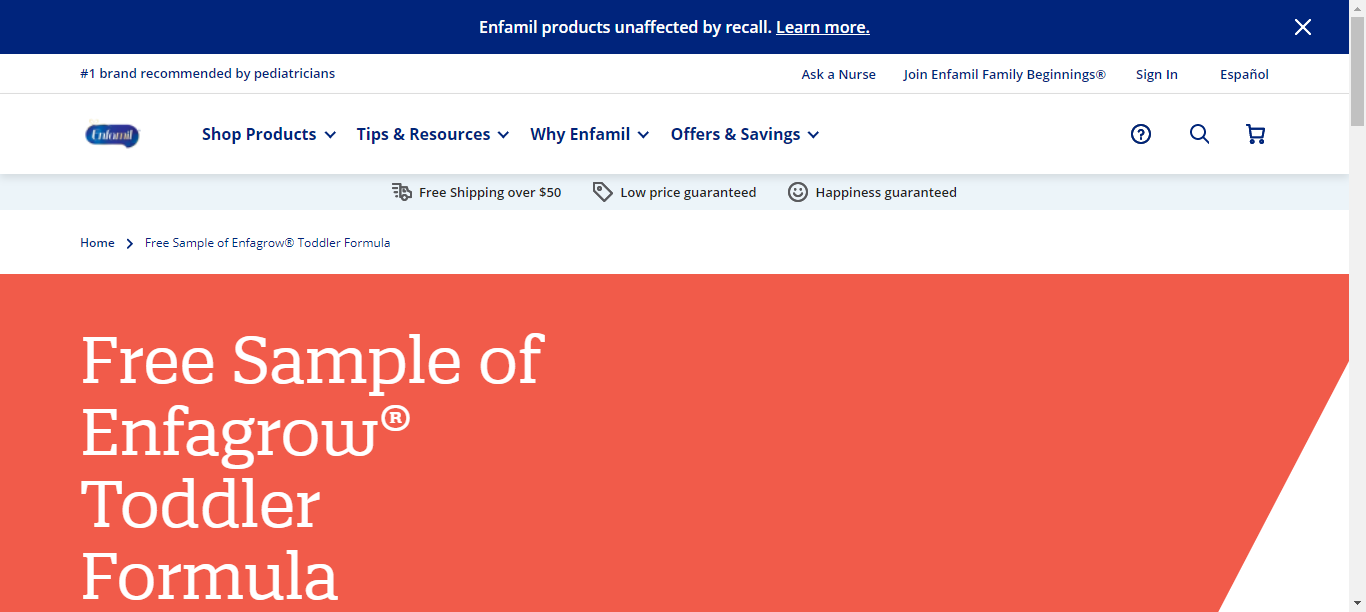 Enfamil products unaffected by recall. Learn more.
#1 brand recommended by pediatricians
Ask a Nurse
Join Enfamil Family Beginnings®
Sign In
Español
Enfamil
Shop Products
Tips & Resources
Why Enfamil
Offers & Savings
Free Shipping over $50
Low price guaranteed
Happiness guaranteed
Home
Free Sample of Enfagrow® Toddler Formula
Free Sample of
Enfagrow®
Toddler
Formula